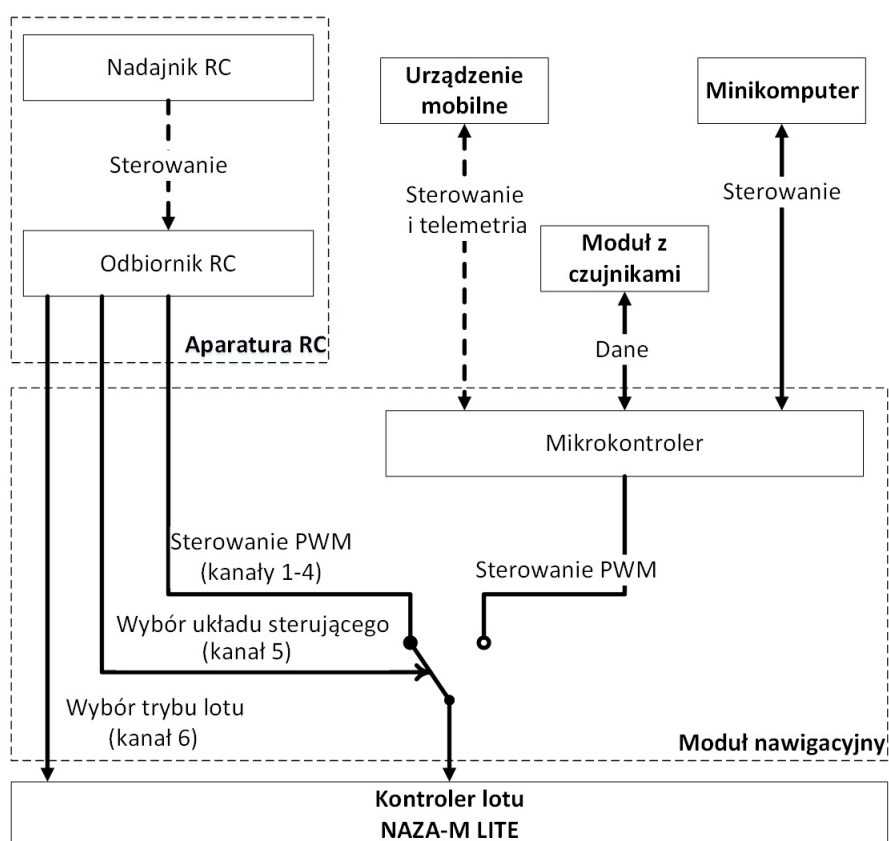 Nadajnik RC
Sterowanie
Odbiornik RC
Aparatura RC
Urządzenie
mobilne
Minikomputer
Sterowanie
i telemetria
Sterowanie
Moduł z
czujnikami
Dane
Mikrokontroler
Sterowanie PWM
(kanały 1-4)
Sterowanie PWM
Wybór układu sterującego
(kanał 5)
Wybór trybu lotu
(kanał 6)
Moduł nawigacyjny
Kontroler lotu
NAZA-M LITE